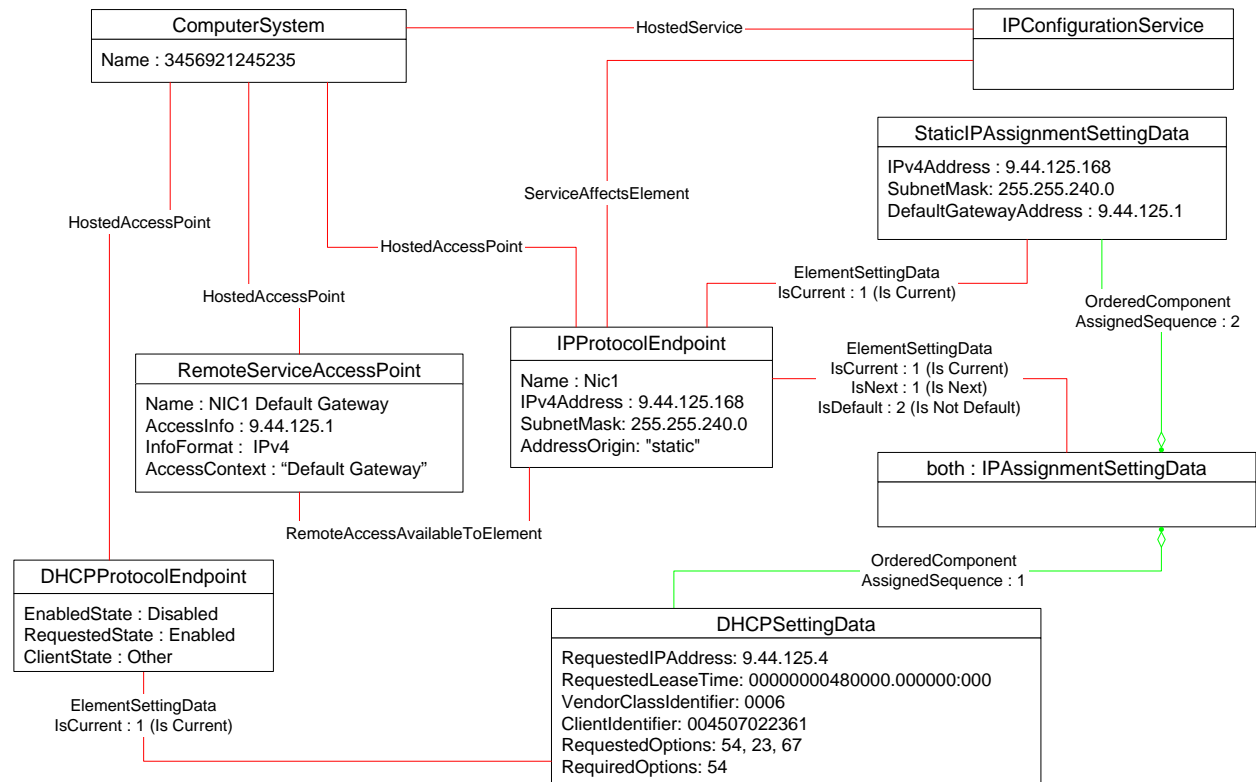 ComputerSystem
Name : 3456921245235
HostedService
IPConfigurationService
StaticIPAssignmentSettingData
IPv4Address : 9.44.125.168
SubnetMask: 255.255.240.0
DefaultGatewayAddress : 9.44.125.1
ServiceAffectsElement
HostedAccessPoint
HostedAccessPoint
HostedAccessPoint
ElementSettingData
IsCurrent : 1 (Is Current)
OrderedComponent
AssignedSequence : 2
IPProtocolEndpoint
Name : Nic1
IPv4Address : 9.44.125.168
SubnetMask: 255.255.240.0
AddressOrigin: "static"
ElementSettingData
IsCurrent : 1 (Is Current)
IsNext : 1 (Is Next)
IsDefault : 2 (Is Not Default)
RemoteServiceAccessPoint
Name : NIC1 Default Gateway
AccessInfo : 9.44.125.1
InfoFormat :  IPv4
AccessContext : “Default Gateway”
both : IPAssignmentSettingData
RemoteAccessAvailableToElement
OrderedComponent
AssignedSequence : 1
DHCPProtocolEndpoint
EnabledState : Disabled
RequestedState : Enabled
ClientState : Other
ElementSettingData
IsCurrent : 1 (Is Current)
DHCPSettingData
RequestedIPAddress: 9.44.125.4
RequestedLeaseTime: 00000000480000.000000:000
VendorClassIdentifier: 0006
ClientIdentifier: 004507022361
RequestedOptions: 54, 23, 67
RequiredOptions: 54